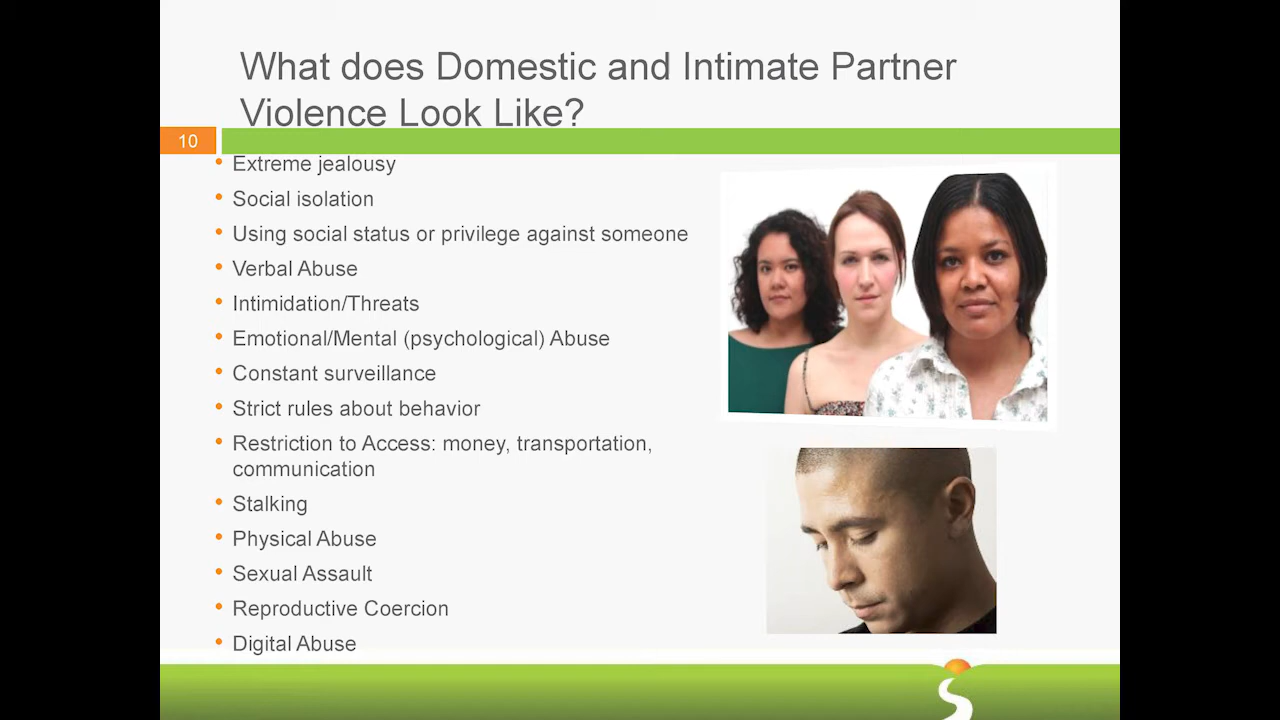 What does Domestic and Intimate Partner
Violence Look Like?
10
• Extreme jealousy
• Social isolation
• Using social status or privilege against someone
• Verbal Abuse
• Intimidation/Threats
• Emotional/Mental (psychological) Abuse
• Constant surveillance
• Strict rules about behavior
• Restriction to Access: money, transportation,
communication
• Stalking
• Physical Abuse
• Sexual Assault
• Reproductive Coercion
• Digital Abuse